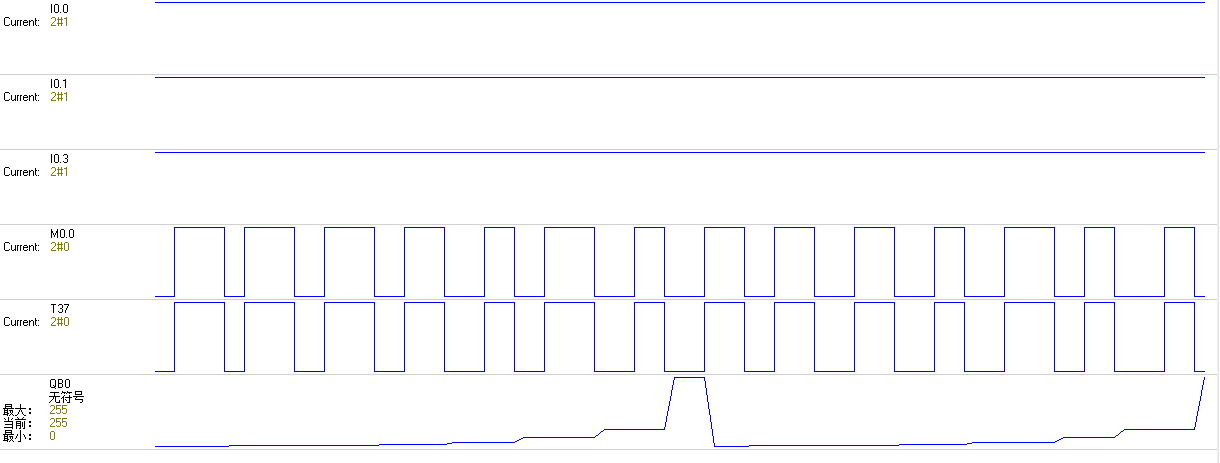 I0.0
Current: 2#1
I0.1
Current: 2#1
I0.3
Current: 2#1
M0.0
Current: 2#0
T37
Current: 2#0
QB0
无符号
最大: 255
当前: 255
最小: 0